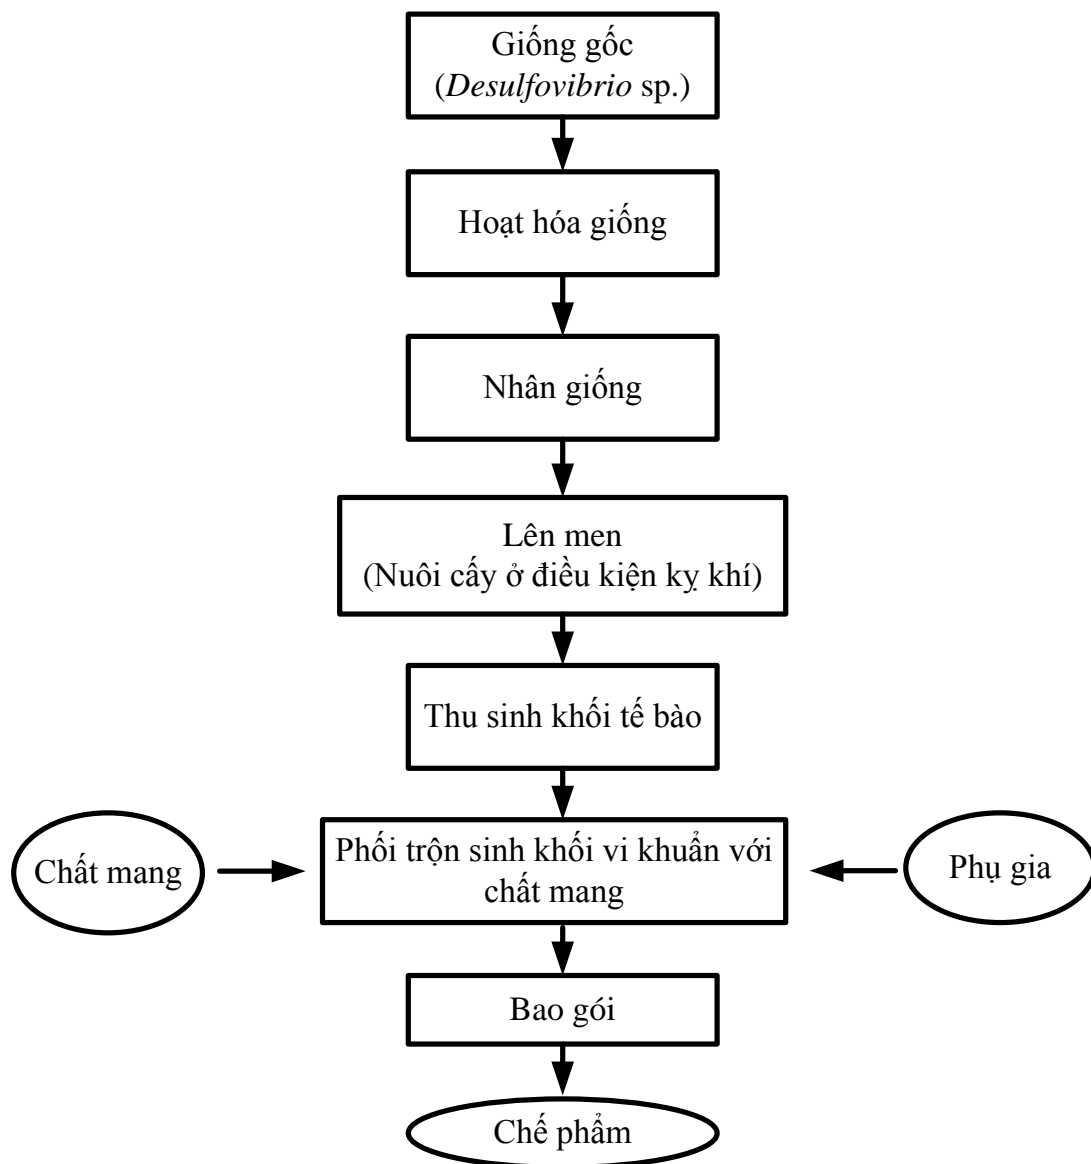 Giống gốc
(Desulfovibrio sp.)
Hoạt hóa giống
Nhân giống
Lên men
(Nuôi cấy ở điều kiện kỵ khí)
Thu sinh khối tế bào
Chất mang
Phối trộn sinh khối vi khuẩn với
chất mang
Phụ gia
Bao gói
Chế phẩm